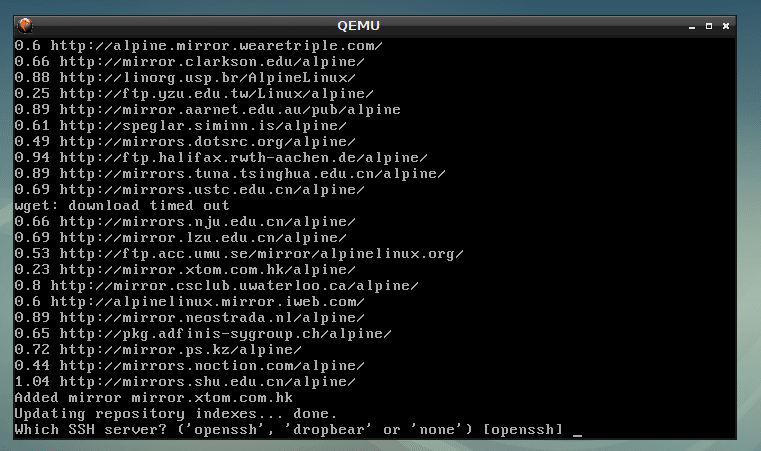 QEMU
0.6 http://alpine.mirror.wearetriple.com/
0.66 http://mirror.clarkson.edu/alpine/
0.88 http://linorg.usp.br/AlpineLinux/
0.25 http://ftp.yzu.edu.tw/Linux/alpine/
0.89 http://mirror.aarnet.edu.au/pub/alpine
0.61 http://speglar.siminn.is/alpine/
0.49 http://mirrors.dotsrc.org/alpine/
0.94 http://ftp.halifax.rwth-aachen.de/alpine/
0.89 http://mirrors.tuna.tsinghua.edu.cn/alpine/
0.69 http://mirrors.ustc.edu.cn/alpine/
wget: download timed out
0.66 http://mirrors.nju.edu.cn/alpine/
0.69 http://mirror.lzu.edu.cn/alpine/
0.53 http://ftp.acc.umu.se/mirror/alpinelinux.org/
0.23 http://mirror.xtom.com.hk/alpine/
0.8 http://mirror.csclub.uwaterloo.ca/alpine/
0.6 http://alpinelinux.mirror.iweb.com/
0.89 http://mirror.neostrada.nl/alpine/
0.65 http://pkg.adfinis-sygroup.ch/alpine/
0.72 http://mirror.ps.kz/alpine/
0.44 http://mirrors.noction.com/alpine/
1.04 http://mirrors.shu.edu.cn/alpine/
Added mirror mirror.xtom.com.hk
Updating repository indexes... done.
Which SSH server? ('openssh', 'dropbear' or 'none') [openssh] _